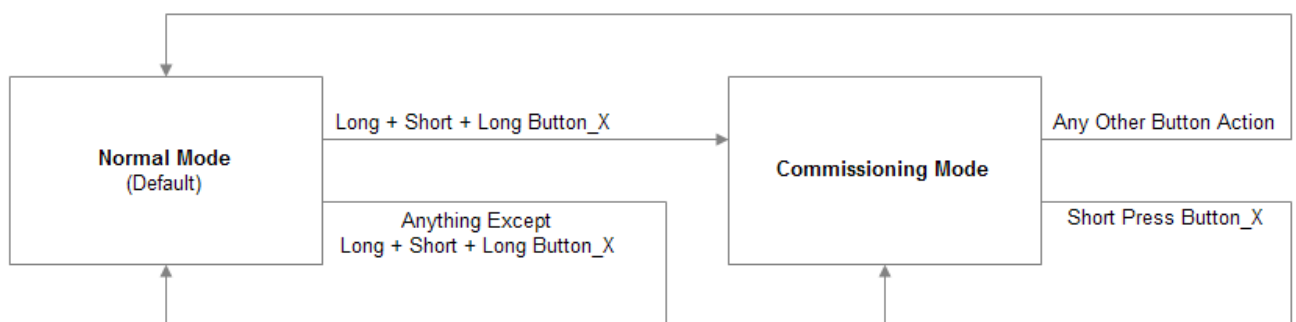 Normal Mode
(Default)
Long + Short + Long Button_X
Anything Except
Long + Short + Long Button_X
Commissioning Mode
Any Other Button Action
Short Press Button_X